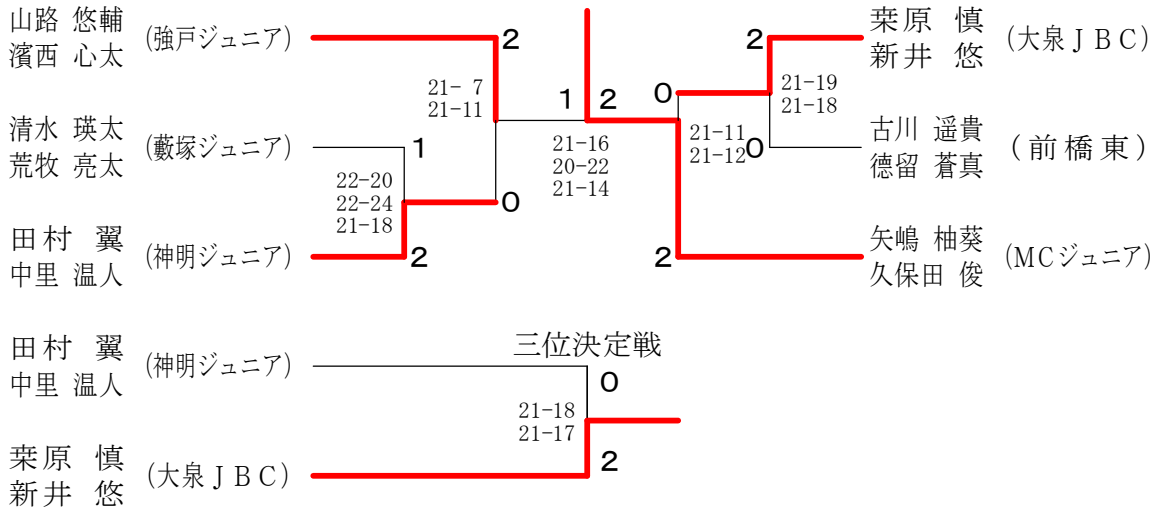 山路 悠輔
濱西 心太
(強戸ジュニア)
2
21- 7
21-11
清水 瑛太
荒牧 亮太
(藪塚ジュニア)
1
22-20
22-24
21-18
0
田村 翼
中里 温人
(神明ジュニア)
2
1 2
21-16
20-22
21-14
桒原 慎
新井 悠
(大泉ＪＢＣ)
2
21-19
21-18
0
21-11
21-12
古川 遥貴
德留 蒼真
(前橋東)
0
矢嶋 柚葵
久保田 俊
(MCジュニア)
2
三位決定戦
田村 翼
中里 温人
(神明ジュニア)
0
21-18
21-17
桒原 慎
新井 悠
(大泉ＪＢＣ)
2